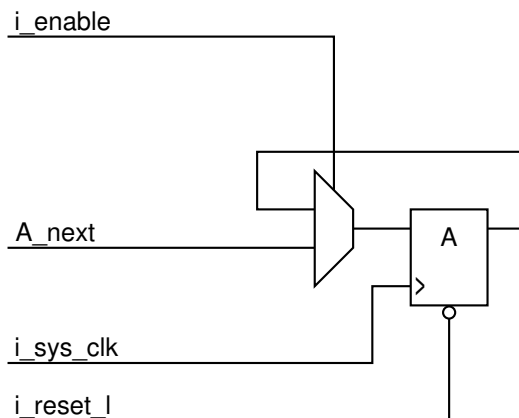 i_enable
A_next
A
i_sys_clk
i_reset_l